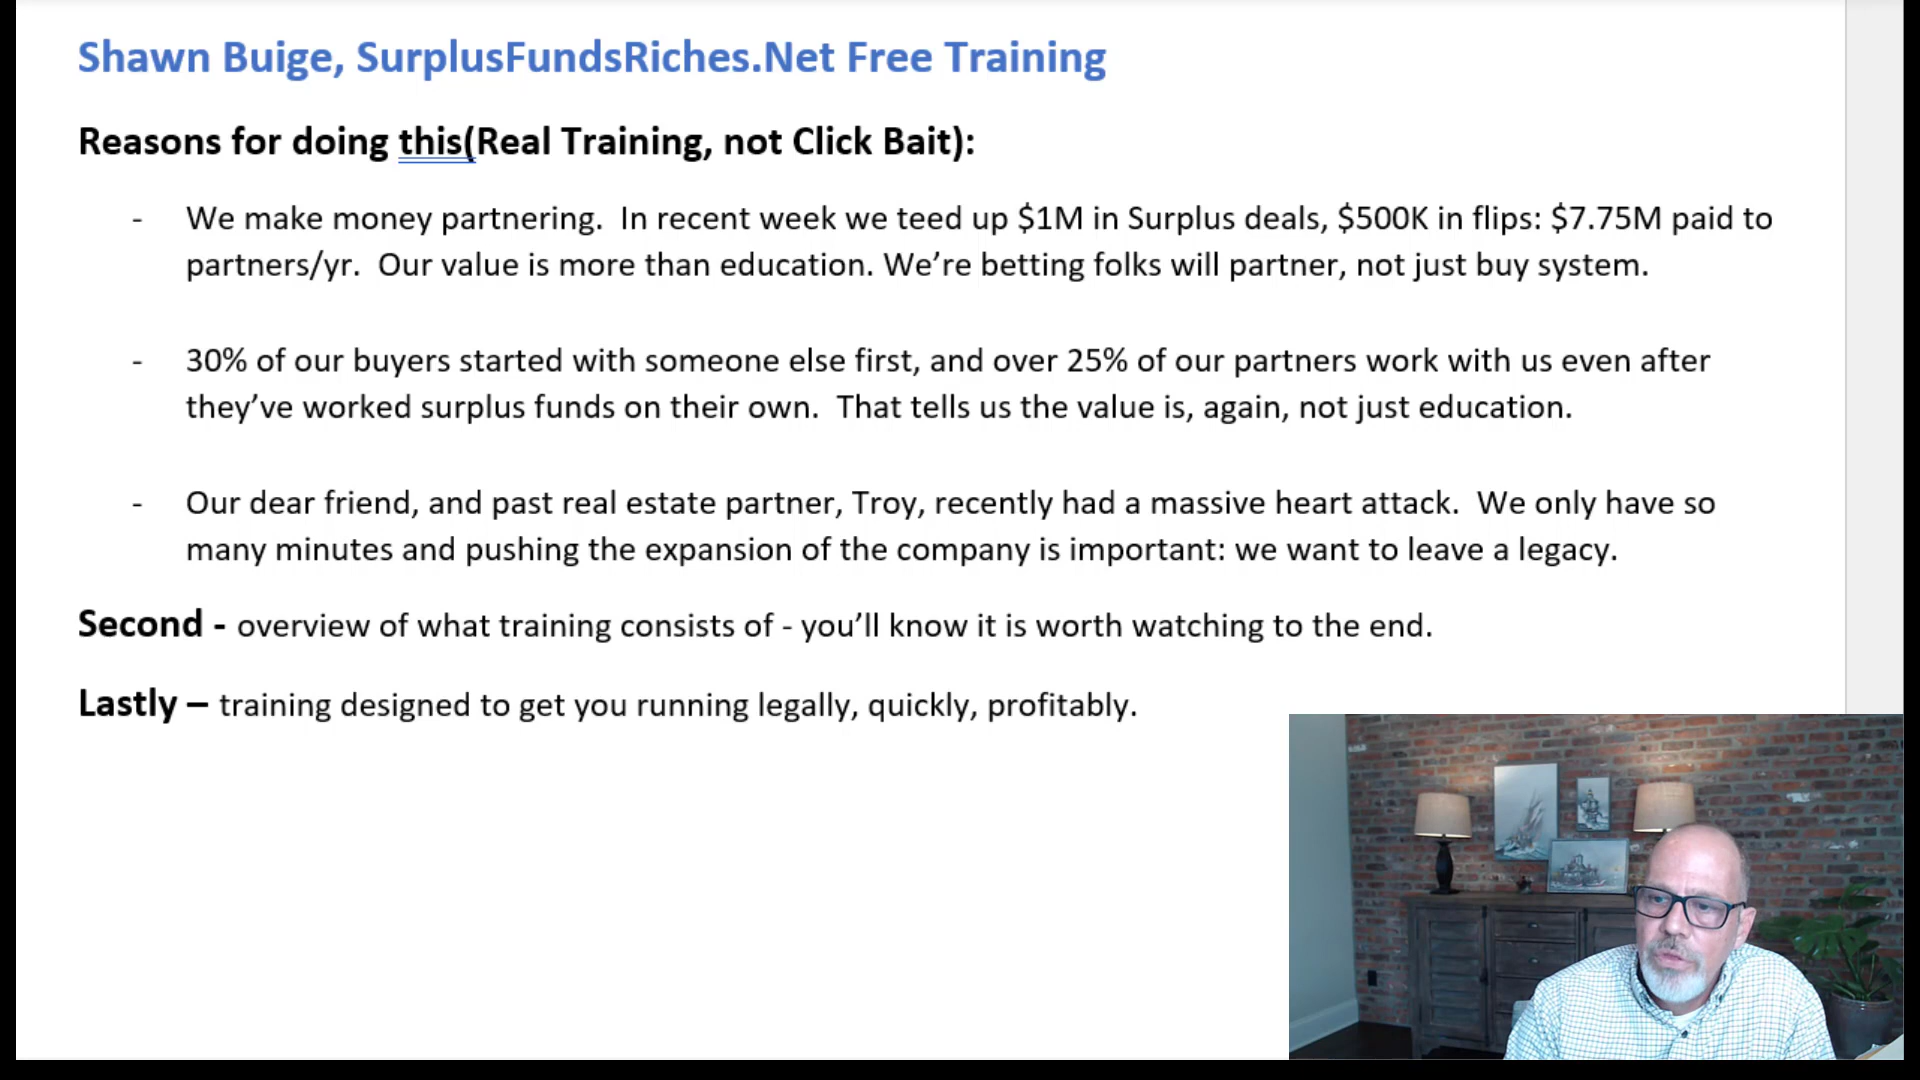 Shawn Buige, SurplusFundsRiches.Net Free Training
Reasons for doing this(Real Training, not Click Bait):
- We make money partnering.  In recent week we teed up $1M in Surplus deals, $500K in flips: $7.75M paid to
partners/yr.  Our value is more than education. We’re betting folks will partner, not just buy system.
- 30% of our buyers started with someone else first, and over 25% of our partners work with us even after
they’ve worked surplus funds on their own.  That tells us the value is, again, not just education.
- Our dear friend, and past real estate partner, Troy, recently had a massive heart attack.  We only have so
many minutes and pushing the expansion of the company is important: we want to leave a legacy.
Second - overview of what training consists of - you’ll know it is worth watching to the end.
Lastly – training designed to get you running legally, quickly, profitably.